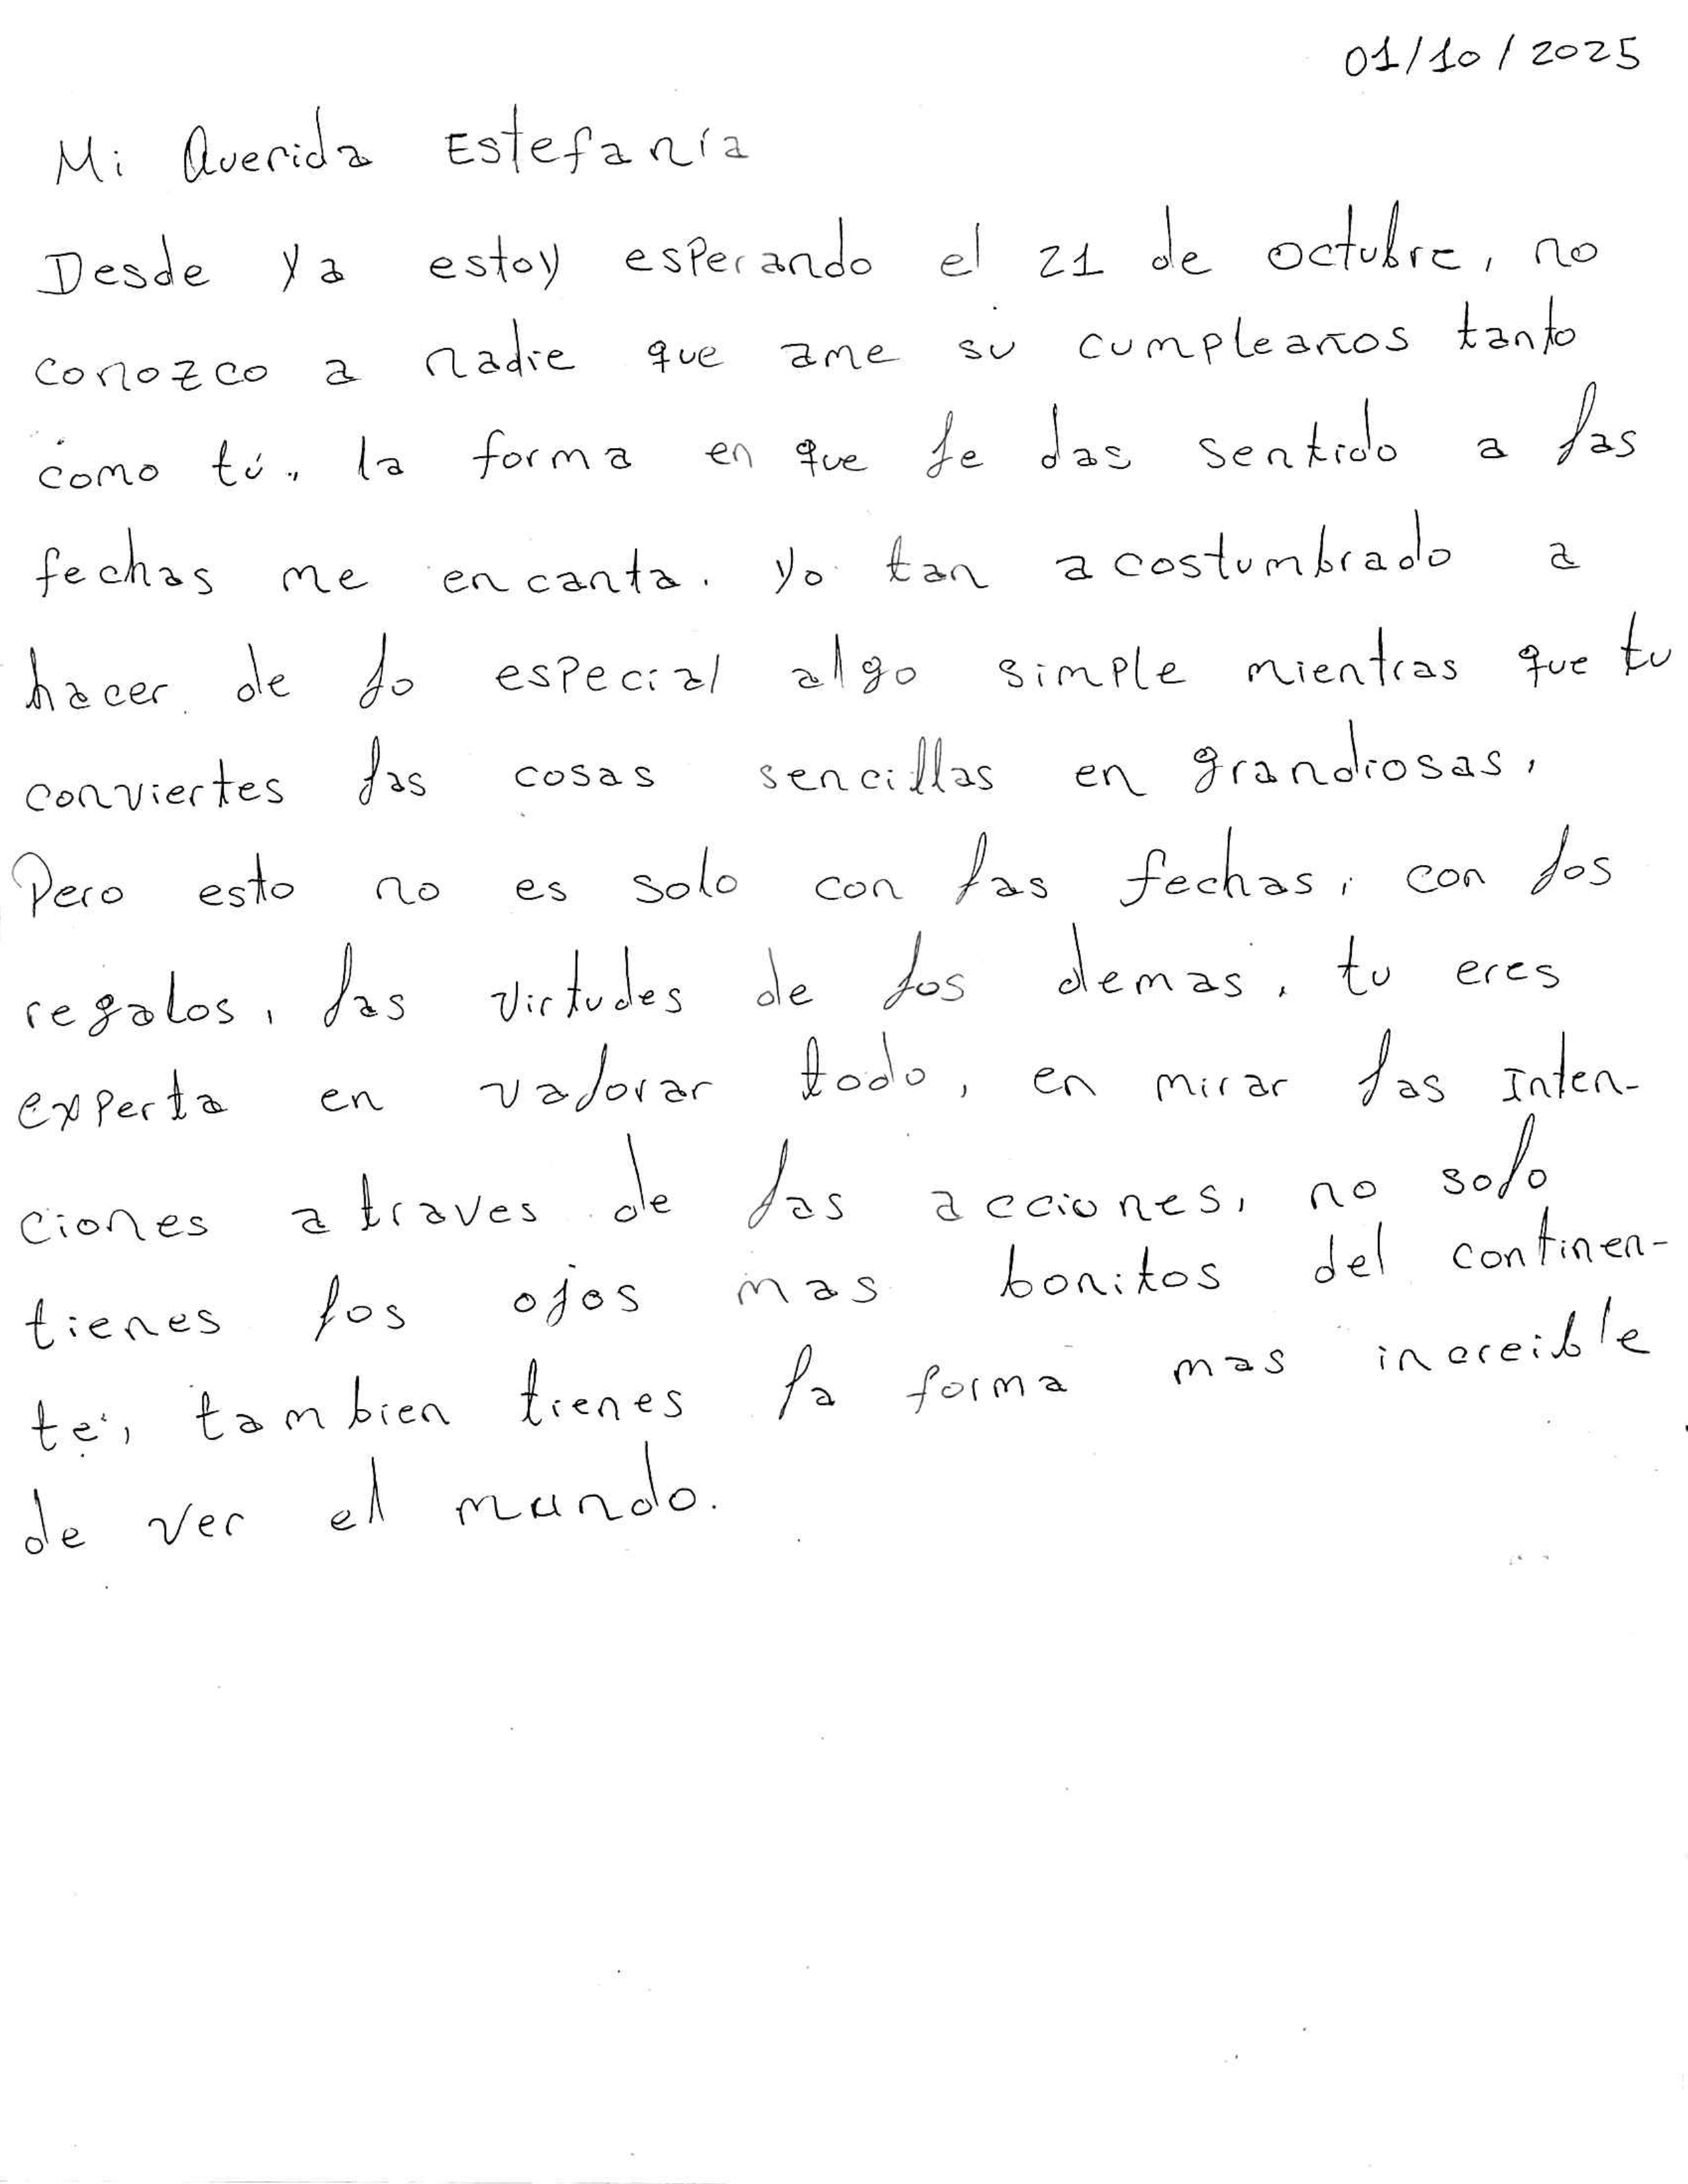 01/10/2025
Mi Querida Estefanía
Desde ya estoy esperando el 21 de octubre, no
conozco a nadie que ame su cumpleaños tanto
como tú, la forma en que le das sentido a las
fechas me encanta. Yo tan acostumbrado a
hacer de lo especial algo simple mientras que tu
conviertes las cosas sencillas en grandiosas,
Pero esto no es solo con las fechas, con los
regalos, las virtudes de los demas, tu eres
experta en valorar todo, en mirar las Inten-
ciones a traves de las acciones, no solo
tienes los ojos mas bonitos del continen-
te, tambien tienes la forma mas increible
de ver el mundo.